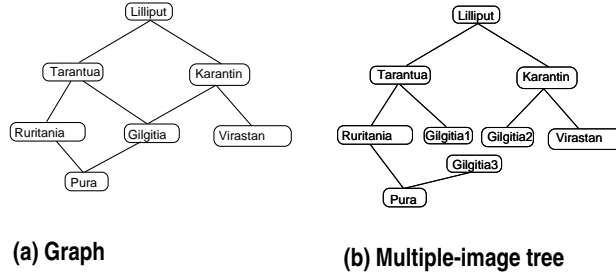 Lilliput
Tarantua
Karantin
Ruritania
Gilgitia
Virastan
Pura
(a) Graph
Lilliput
Tarantua
Karantin
Ruritania
Gilgitia1
Gilgitia2
Virastan
Gilgitia3
Pura
(b) Multiple-image tree